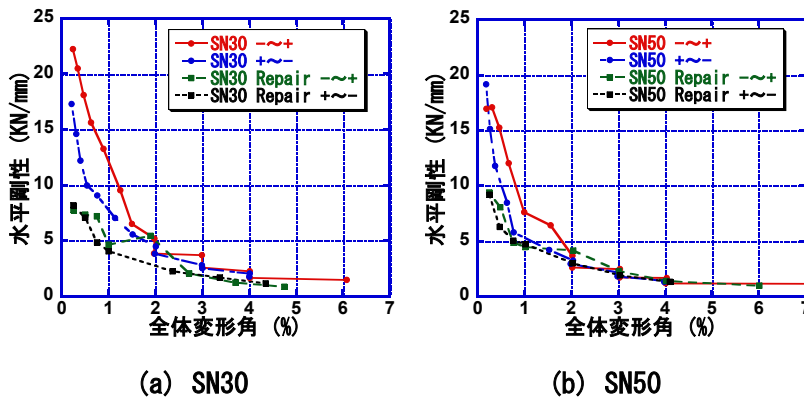 25
20
15
10
5
0
水平剛性 (KN/mm)
SN30 −～+
SN30 +～−
SN30 Repair −～+
SN30 Repair +～−
0 1 2 3 4 5 6 7
全体変形角 (%)
(a) SN30
25
20
15
10
5
0
水平剛性 (KN/mm)
SN50 −～+
SN50 +～−
SN50 Repair −～+
SN50 Repair +～−
0 1 2 3 4 5 6 7
全体変形角 (%)
(b) SN50